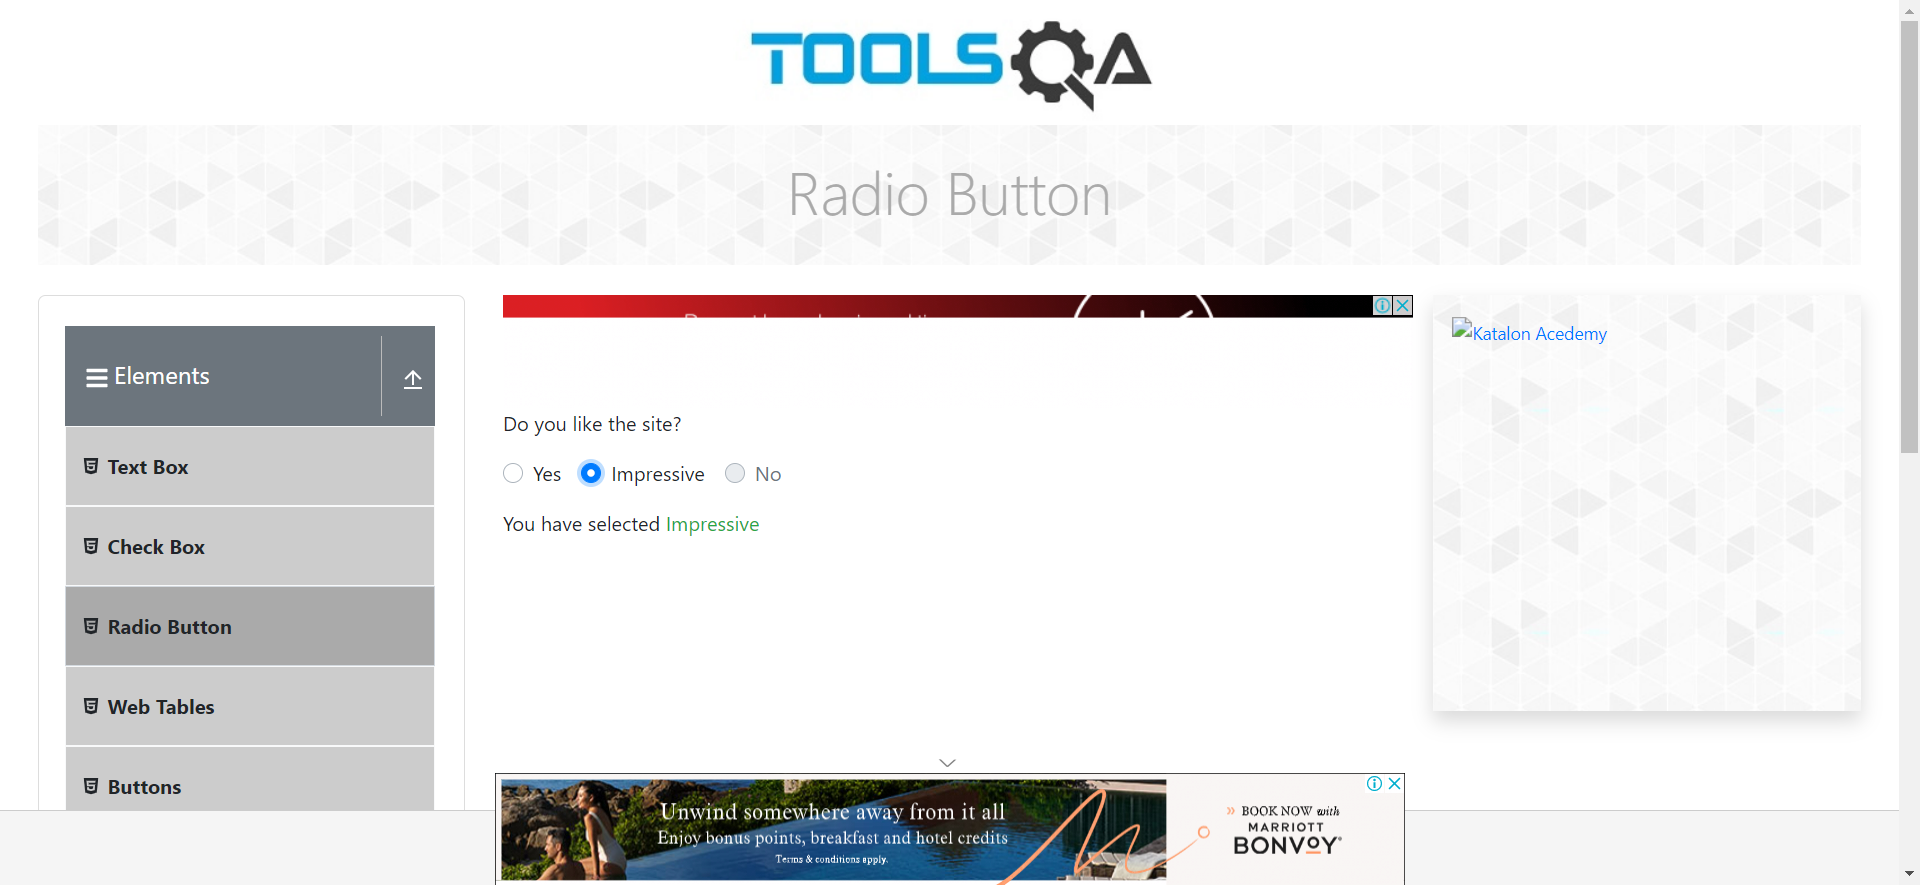 TOOLSQA
Radio Button
Elements
Text Box
Check Box
Radio Button
Web Tables
Buttons
Do you like the site?
Yes Impressive No
You have selected Impressive
Katalon Acedemy
Unwind somewhere away from it all
Enjoy bonus points, breakfast and hotel credits
Terms & conditions apply.
» BOOK NOW with
MARRIOTT
BONVOY